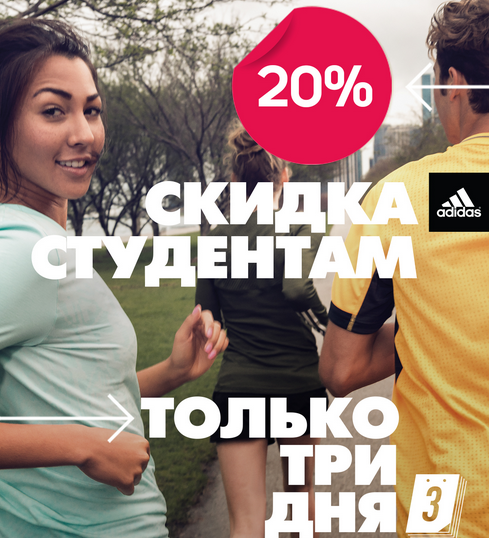 20%
СКИДКА
adidas
СТУДЕНТАМ
ТОЛЬКО
ТРИ
ДНЯ
3